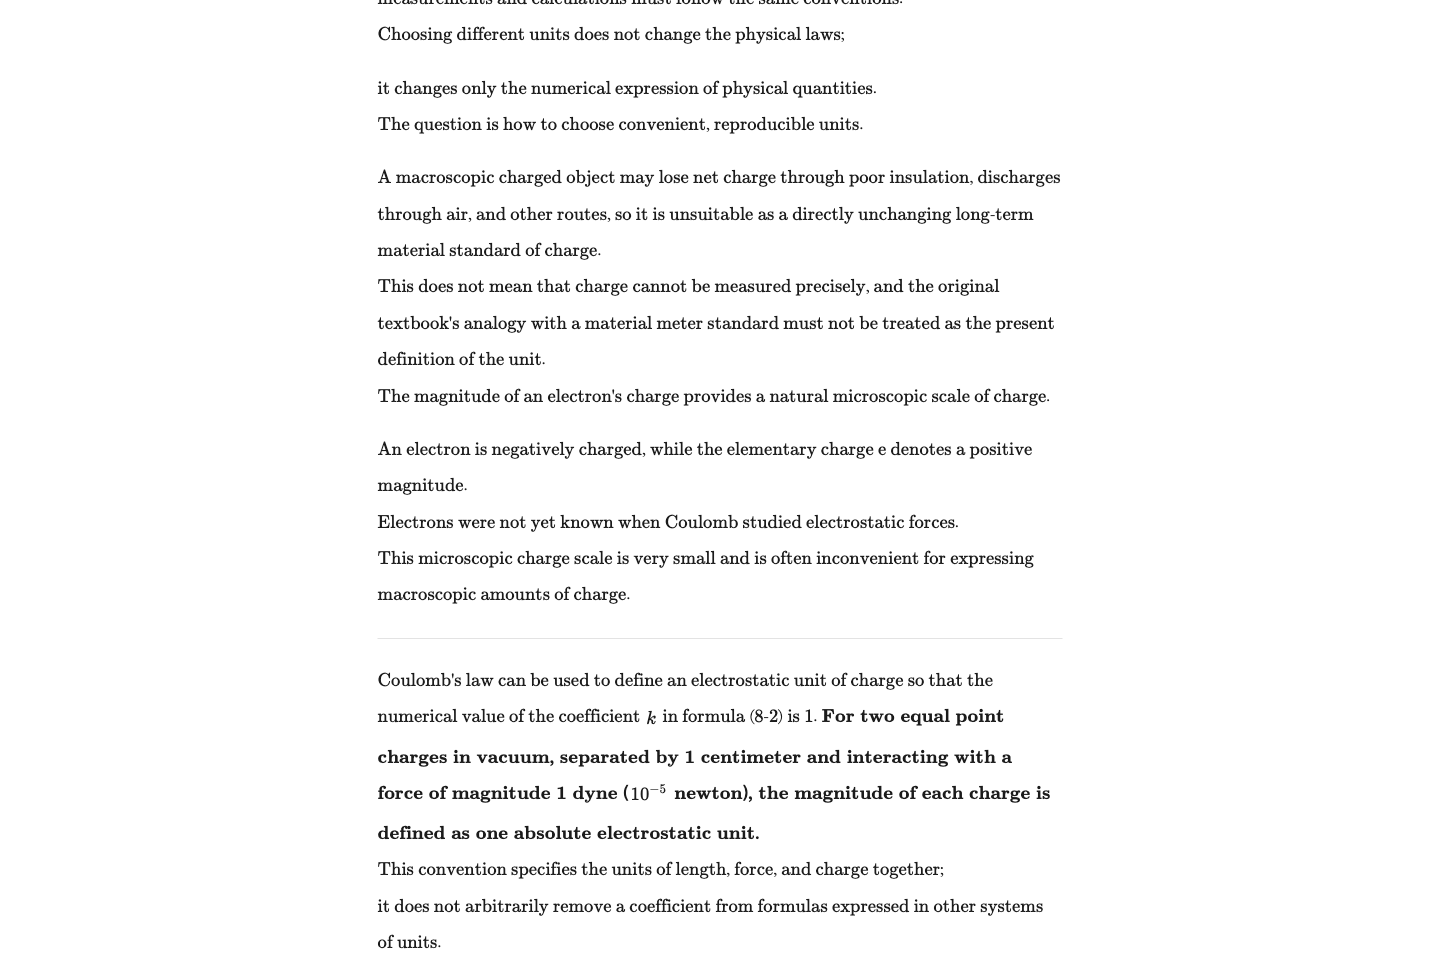 measurements and calculations must follow the same conventions.
Choosing different units does not change the physical laws;
it changes only the numerical expression of physical quantities.
The question is how to choose convenient, reproducible units.
A macroscopic charged object may lose net charge through poor insulation, discharges
through air, and other routes, so it is unsuitable as a directly unchanging long-term
material standard of charge.
This does not mean that charge cannot be measured precisely, and the original
textbook's analogy with a material meter standard must not be treated as the present
definition of the unit.
The magnitude of an electron's charge provides a natural microscopic scale of charge.
An electron is negatively charged, while the elementary charge e denotes a positive
magnitude.
Electrons were not yet known when Coulomb studied electrostatic forces.
This microscopic charge scale is very small and is often inconvenient for expressing
macroscopic amounts of charge.
Coulomb's law can be used to define an electrostatic unit of charge so that the
numerical value of the coefficient k in formula (8-2) is 1. For two equal point
charges in vacuum, separated by 1 centimeter and interacting with a
force of magnitude 1 dyne (10⁻⁵ newton), the magnitude of each charge is
defined as one absolute electrostatic unit.
This convention specifies the units of length, force, and charge together;
it does not arbitrarily remove a coefficient from formulas expressed in other systems
of units.